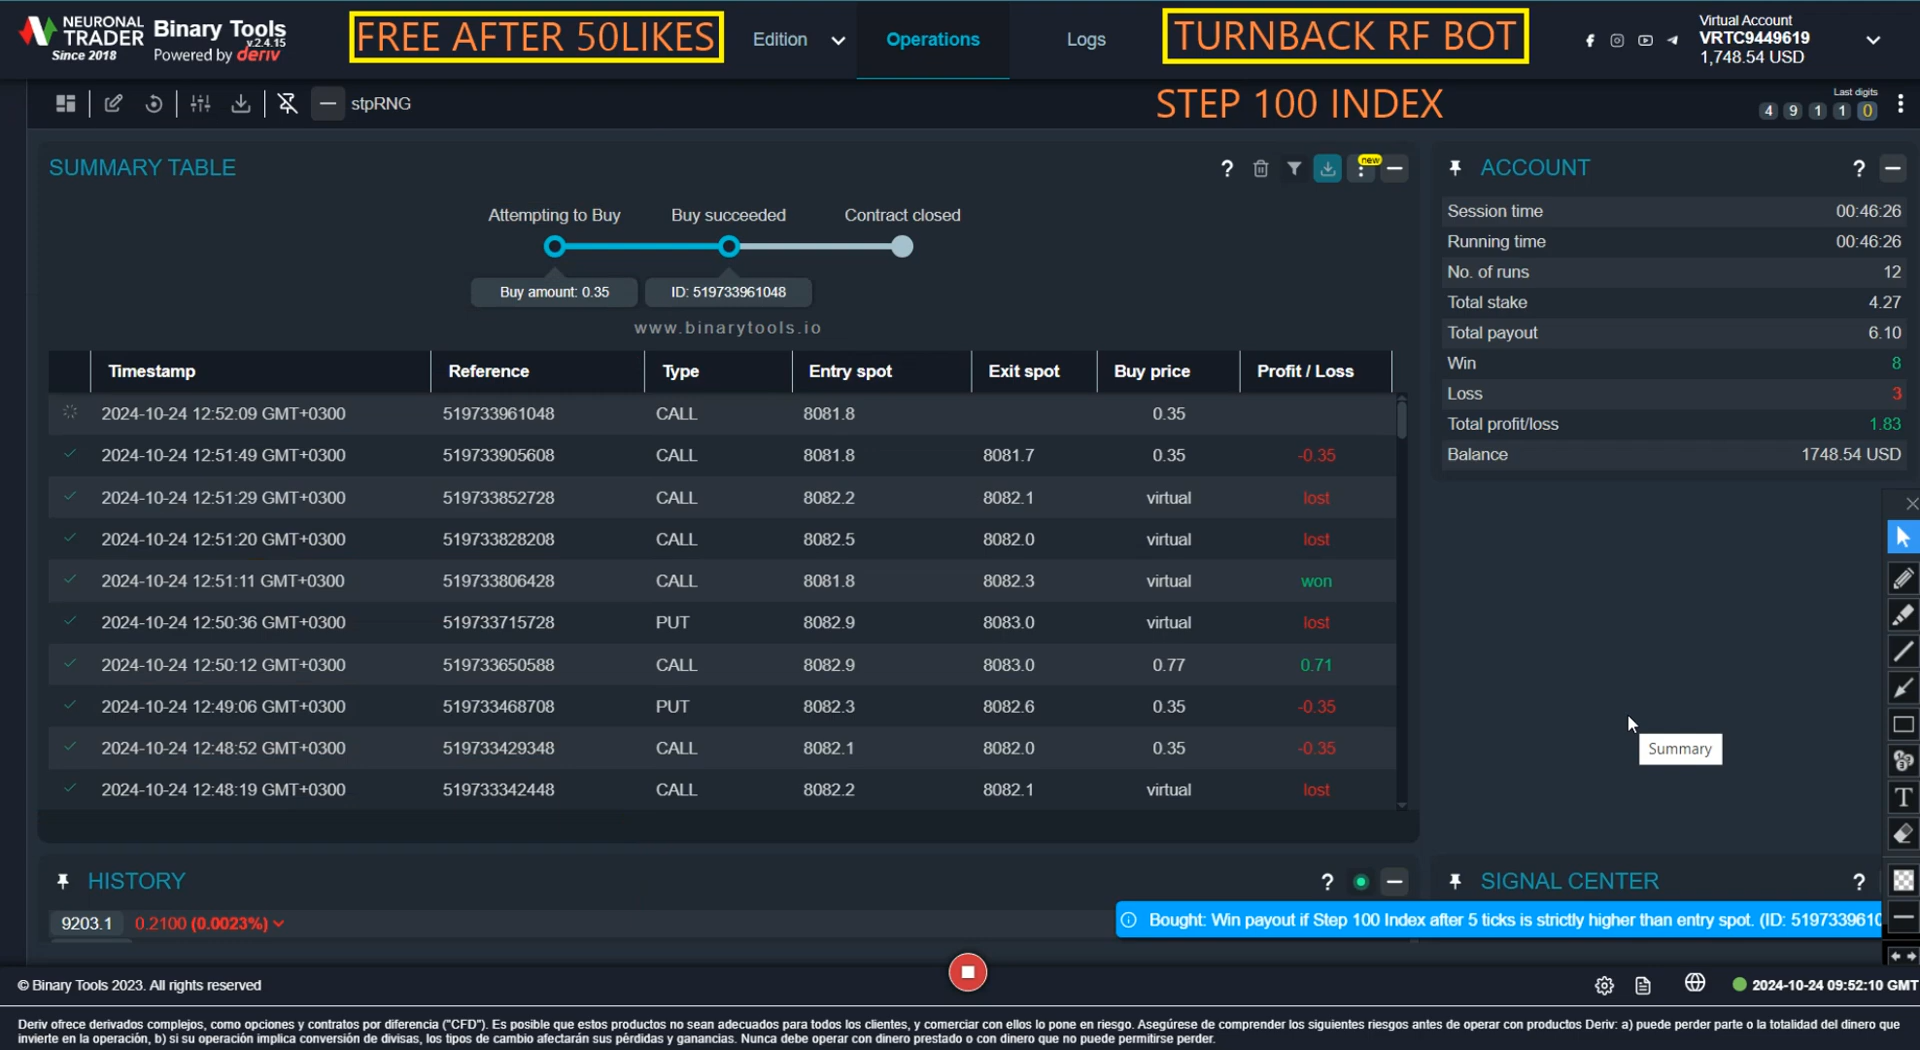 NEURONAL TRADER Since 2018
Binary Tools v.2.4.15
Powered by deriv
FREE AFTER 50LIKES
Edition
Operations
Logs
TURNBACK RF BOT
Virtual Account
VRTC9449619
1,748.54 USD
stpRNG
STEP 100 INDEX
Last digits
4 9 1 1 0
SUMMARY TABLE
? new
Attempting to Buy Buy succeeded Contract closed
Buy amount: 0.35 ID: 519733961048
www.binarytools.io
Timestamp Reference Type Entry spot Exit spot Buy price Profit / Loss
2024-10-24 12:52:09 GMT+0300 519733961048 CALL 8081.8 0.35
2024-10-24 12:51:49 GMT+0300 519733905608 CALL 8081.8 8081.7 0.35 -0.35
2024-10-24 12:51:29 GMT+0300 519733852728 CALL 8082.2 8082.1 virtual lost
2024-10-24 12:51:20 GMT+0300 519733828208 CALL 8082.5 8082.0 virtual lost
2024-10-24 12:51:11 GMT+0300 519733806428 CALL 8081.8 8082.3 virtual won
2024-10-24 12:50:36 GMT+0300 519733715728 PUT 8082.9 8083.0 virtual lost
2024-10-24 12:50:12 GMT+0300 519733650588 CALL 8082.9 8083.0 0.77 0.71
2024-10-24 12:49:06 GMT+0300 519733468708 PUT 8082.3 8082.6 0.35 -0.35
2024-10-24 12:48:52 GMT+0300 519733429348 CALL 8082.1 8082.0 0.35 -0.35
2024-10-24 12:48:19 GMT+0300 519733342448 CALL 8082.2 8082.1 virtual lost
ACCOUNT ?
Session time 00:46:26
Running time 00:46:26
No. of runs 12
Total stake 4.27
Total payout 6.10
Win 8
Loss 3
Total profit/loss 1.83
Balance 1748.54 USD
Summary
T
HISTORY ?
9203.1 0.2100 (0.0023%)
SIGNAL CENTER ?
Bought: Win payout if Step 100 Index after 5 ticks is strictly higher than entry spot. (ID: 5197339610
© Binary Tools 2023. All rights reserved
2024-10-24 09:52:10 GMT
Deriv ofrece derivados complejos, como opciones y contratos por diferencia ("CFD"). Es posible que estos productos no sean adecuados para todos los clientes, y comerciar con ellos lo pone en riesgo. Asegúrese de comprender los siguientes riesgos antes de operar con productos Deriv: a) puede perder parte o la totalidad del dinero que
invierte en la operación, b) si su operación implica conversión de divisas, los tipos de cambio afectarán sus pérdidas y ganancias. Nunca debe operar con dinero prestado o con dinero que no puede permitirse perder.